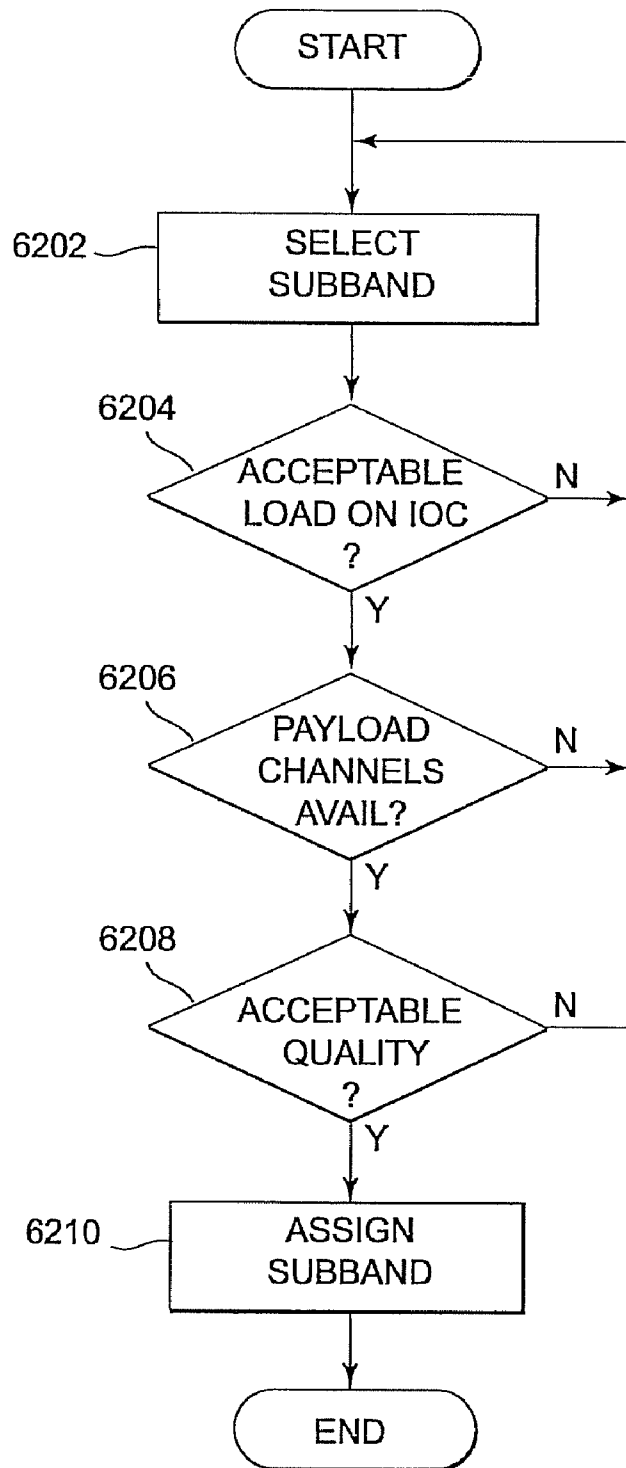 START
6202
SELECT
SUBBAND
6204
ACCEPTABLE
LOAD ON IOC
?
N
Y
6206
PAYLOAD
CHANNELS
AVAIL?
N
Y
6208
ACCEPTABLE
QUALITY
?
N
Y
6210
ASSIGN
SUBBAND
END